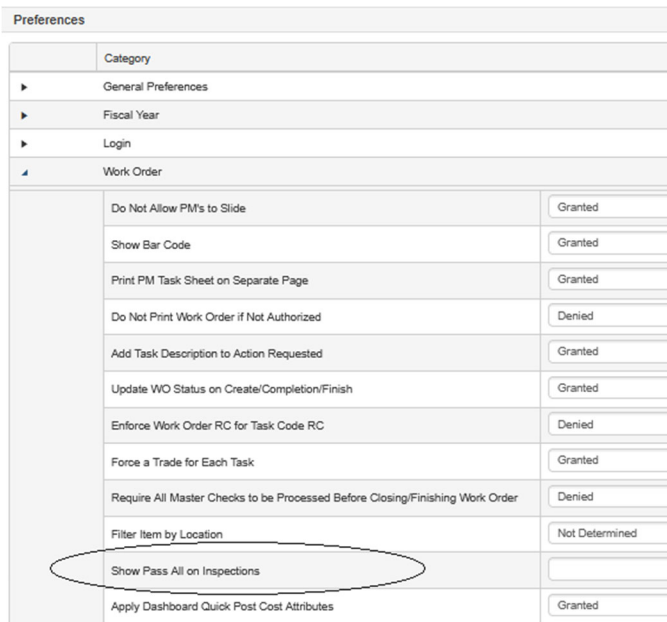 Preferences
Category
General Preferences
Fiscal Year
Login
Work Order
Do Not Allow PM's to Slide Granted
Show Bar Code Granted
Print PM Task Sheet on Separate Page Granted
Do Not Print Work Order if Not Authorized Denied
Add Task Description to Action Requested Granted
Update WO Status on Create/Completion/Finish Granted
Enforce Work Order RC for Task Code RC Denied
Force a Trade for Each Task Granted
Require All Master Checks to be Processed Before Closing/Finishing Work Order Denied
Filter Item by Location Not Determined
Show Pass All on Inspections
Apply Dashboard Quick Post Cost Attributes Granted